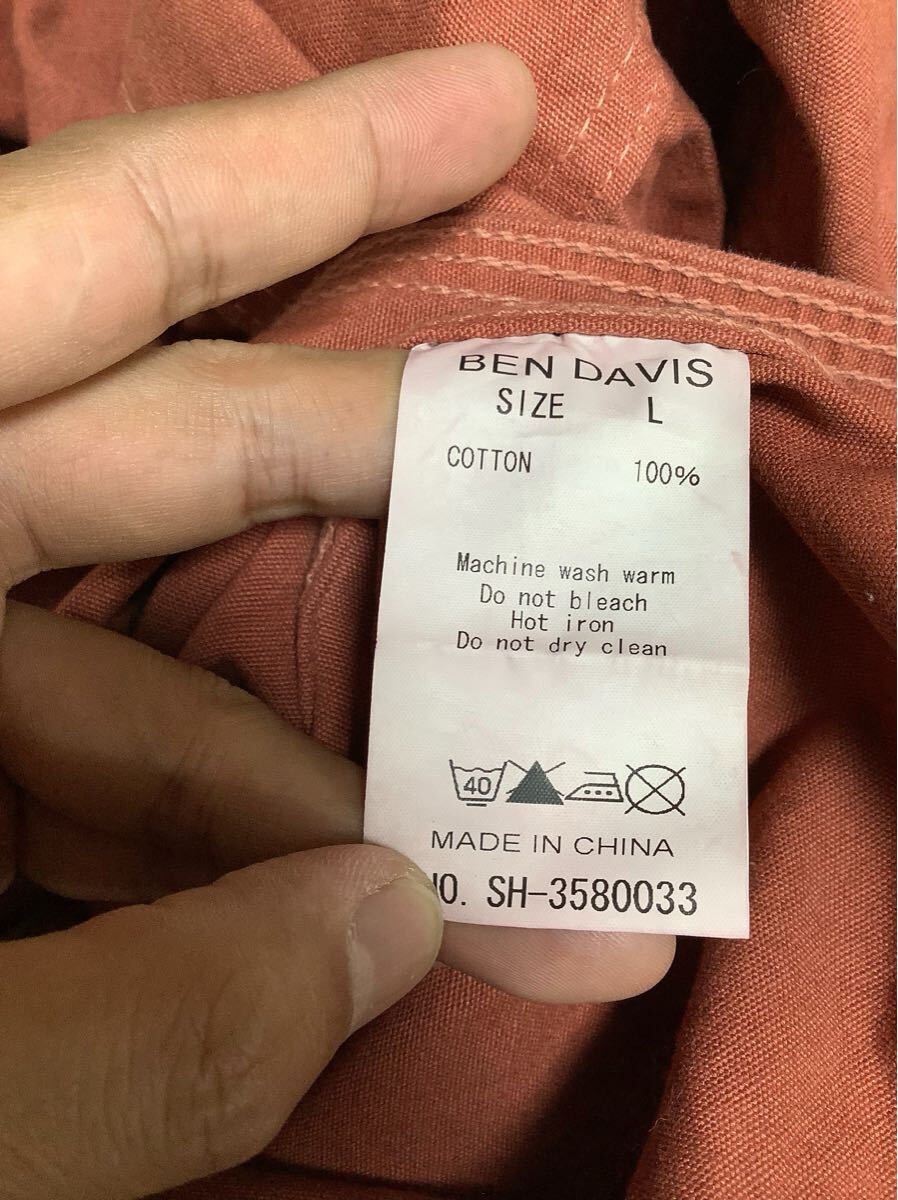 BEN DAVIS
SIZE L
COTTON 100%
Machine wash warm
Do not bleach
Hot iron
Do not dry clean
40
MADE IN CHINA
NO. SH-3580033